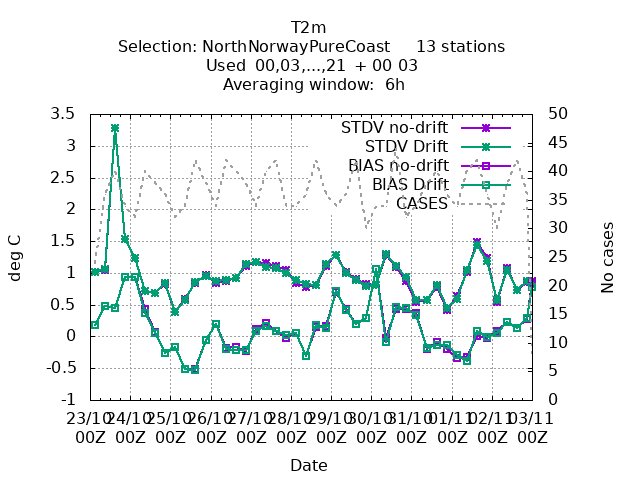 T2m
Selection: NorthNorwayPureCoast     13 stations
Used  00,03,...,21  + 00 03
Averaging window:  6h
3.5
3
2.5
2
1.5
1
0.5
0
-0.5
-1
deg C
50
45
40
35
30
25
20
15
10
5
0
No cases
STDV no-drift
STDV Drift
BIAS no-drift
BIAS Drift
CASES
23/10 24/10 25/10 26/10 27/10 28/10 29/10 30/10 31/10 01/11 02/11 03/11
00Z 00Z 00Z 00Z 00Z 00Z 00Z 00Z 00Z 00Z 00Z 00Z
Date